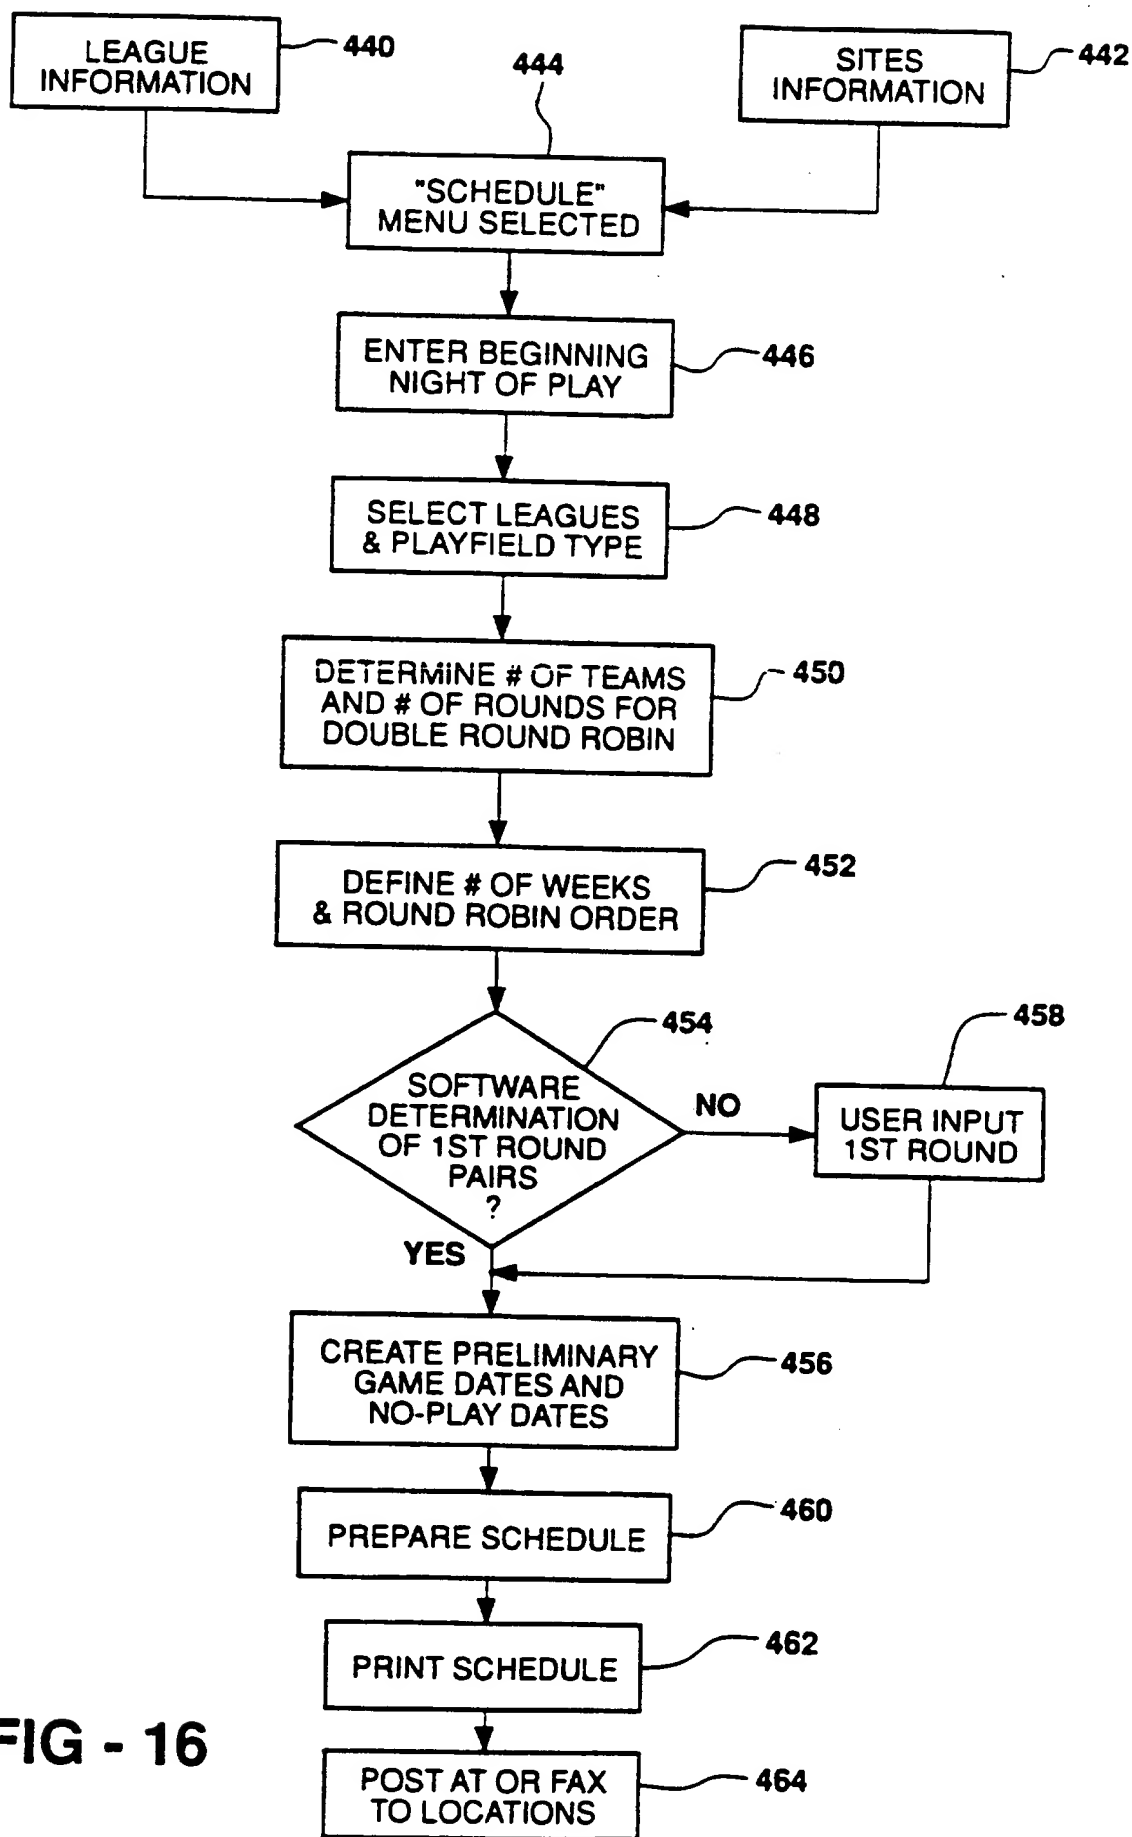 LEAGUE
INFORMATION
440
444
SITES
INFORMATION
442
"SCHEDULE"
MENU SELECTED
ENTER BEGINNING
NIGHT OF PLAY
446
SELECT LEAGUES
& PLAYFIELD TYPE
448
DETERMINE # OF TEAMS
AND # OF ROUNDS FOR
DOUBLE ROUND ROBIN
450
DEFINE # OF WEEKS
& ROUND ROBIN ORDER
452
454
SOFTWARE
DETERMINATION
OF 1ST ROUND
PAIRS
?
NO
458
USER INPUT
1ST ROUND
YES
CREATE PRELIMINARY
GAME DATES AND
NO-PLAY DATES
456
PREPARE SCHEDULE
460
PRINT SCHEDULE
462
POST AT OR FAX
TO LOCATIONS
464
FIG - 16